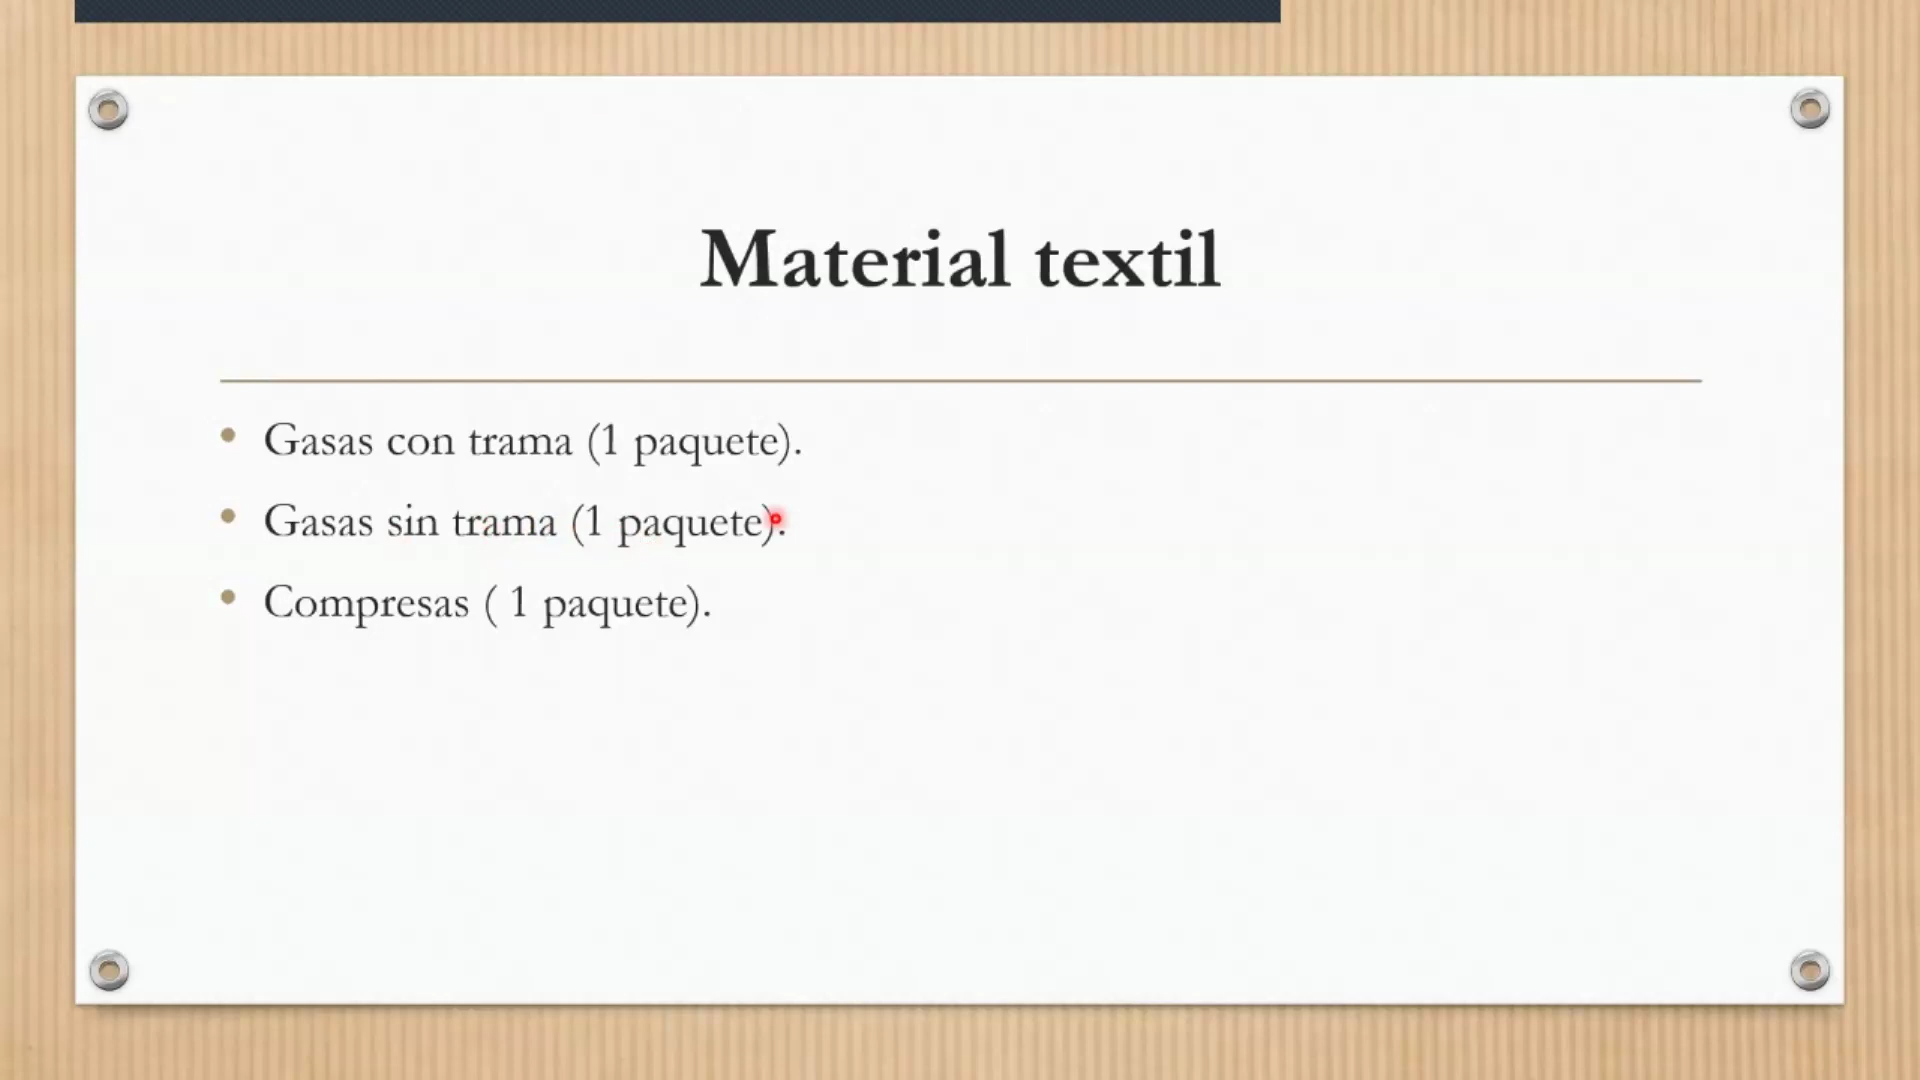 Material textil
Gasas con trama (1 paquete).
Gasas sin trama (1 paquete).
Compresas ( 1 paquete).